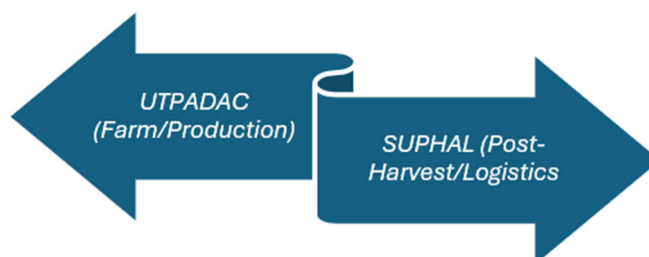 UTPADAC
(Farm/Production)
SUPHAL (Post-
Harvest/Logistics